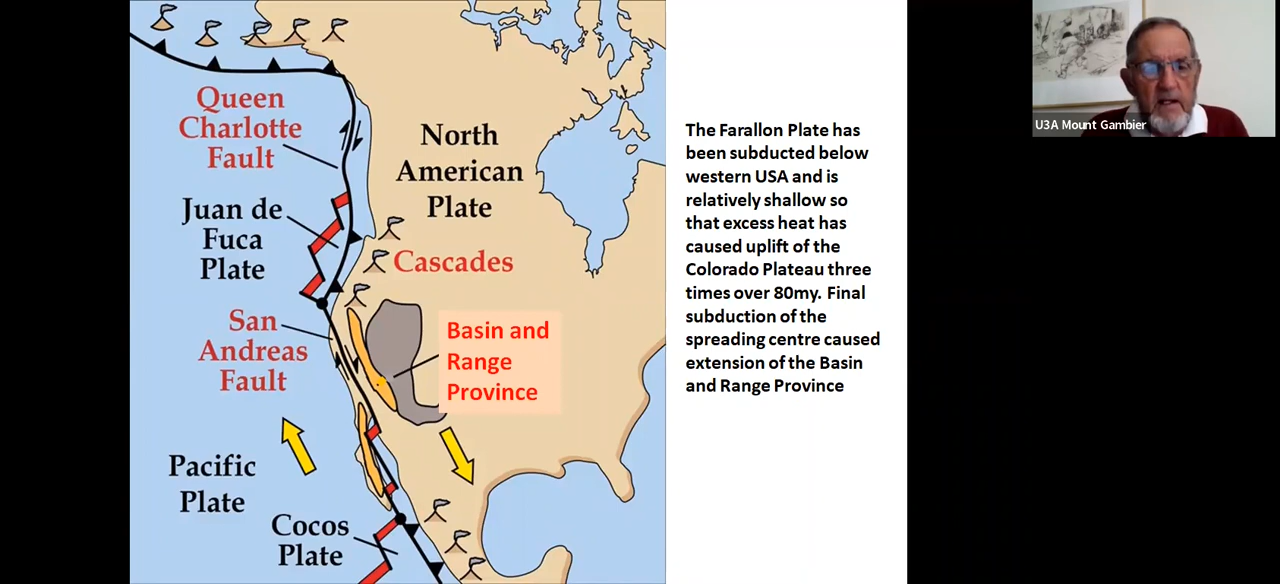 Queen
Charlotte
Fault
North
American
Plate
Juan de
Fuca
Plate
Cascades
San
Andreas
Fault
Basin and
Range
Province
Pacific
Plate
Cocos
Plate
The Farallon Plate has
been subducted below
western USA and is
relatively shallow so
that excess heat has
caused uplift of the
Colorado Plateau three
times over 80my. Final
subduction of the
spreading centre caused
extension of the Basin
and Range Province
U3A Mount Gambier